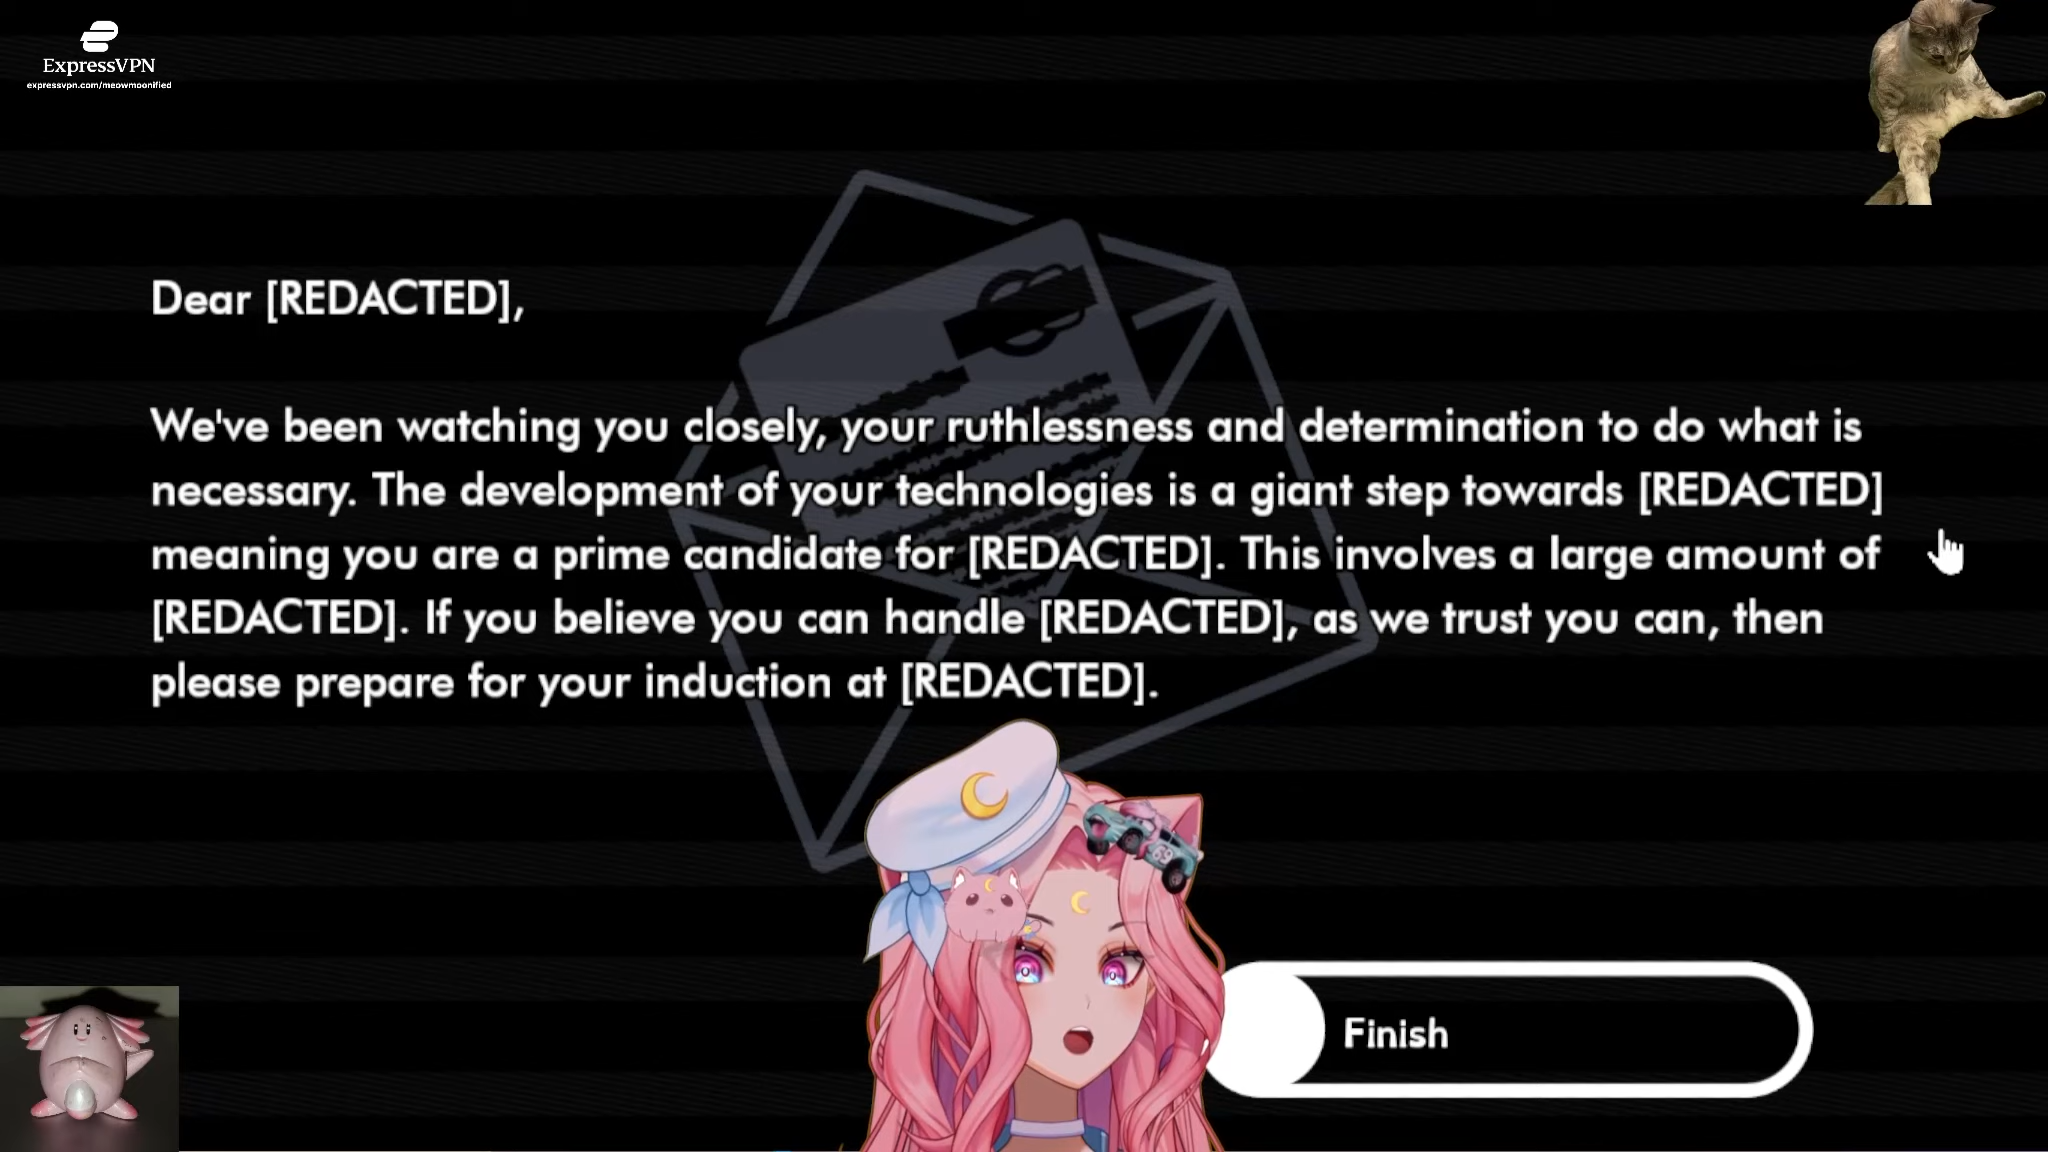 ExpressVPN
expressvpn.com/meowmoonified
Dear [REDACTED],
We've been watching you closely, your ruthlessness and determination to do what is
necessary. The development of your technologies is a giant step towards [REDACTED]
meaning you are a prime candidate for [REDACTED]. This involves a large amount of
[REDACTED]. If you believe you can handle [REDACTED], as we trust you can, then
please prepare for your induction at [REDACTED].
69
Finish